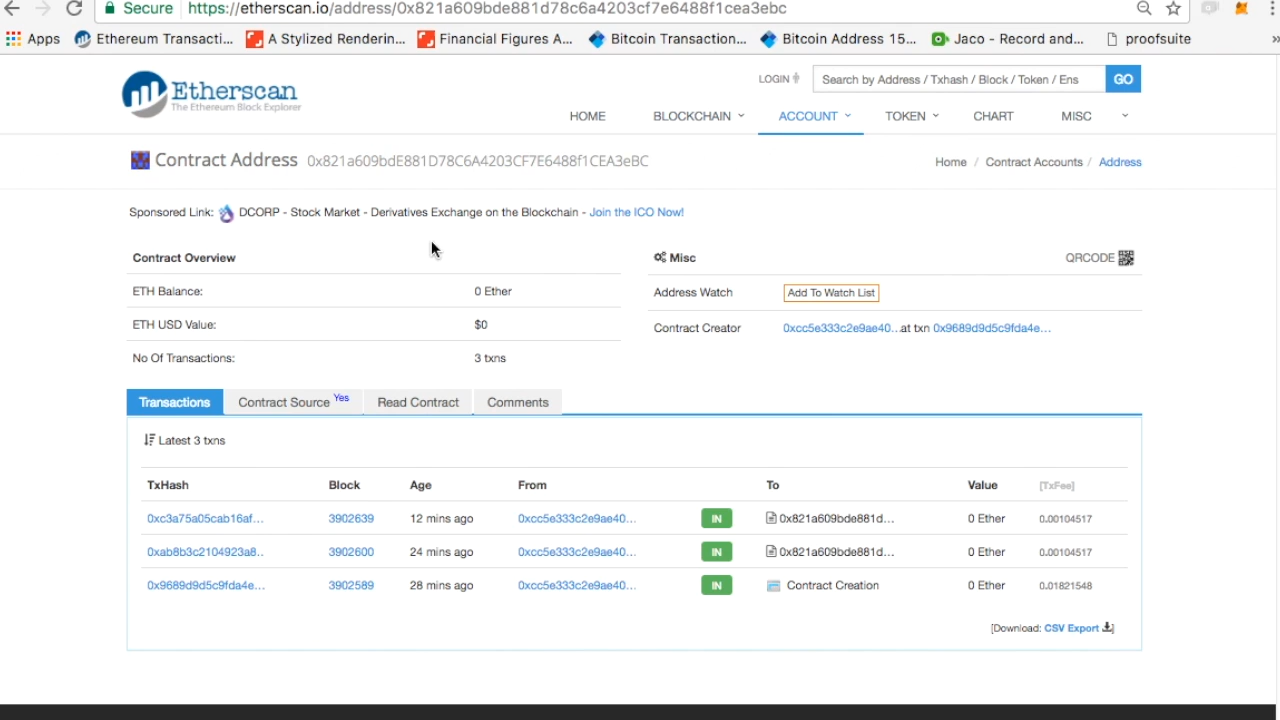 Secure https://etherscan.io/address/0x821a609bde881d78c6a4203cf7e6488f1cea3ebc
Apps Ethereum Transacti... A Stylized Renderin... Financial Figures A... Bitcoin Transaction... Bitcoin Address 15... Jaco - Record and... proofsuite »
Etherscan
The Ethereum Block Explorer
LOGIN Search by Address / Txhash / Block / Token / Ens GO
HOME BLOCKCHAIN ACCOUNT TOKEN CHART MISC
Contract Address 0x821a609bdE881D78C6A4203CF7E6488f1CEA3eBC
Home / Contract Accounts / Address
Sponsored Link: DCORP - Stock Market - Derivatives Exchange on the Blockchain - Join the ICO Now!
Contract Overview
ETH Balance: 0 Ether
ETH USD Value: $0
No Of Transactions: 3 txns
Misc QRCODE
Address Watch Add To Watch List
Contract Creator 0xcc5e333c2e9ae40...at txn 0x9689d9d5c9fda4e...
Transactions Contract Source Yes Read Contract Comments
Latest 3 txns
TxHash Block Age From To Value [TxFee]
0xc3a75a05cab16af... 3902639 12 mins ago 0xcc5e333c2e9ae40... IN 0x821a609bde881d... 0 Ether 0.00104517
0xab8b3c2104923a8.. 3902600 24 mins ago 0xcc5e333c2e9ae40... IN 0x821a609bde881d... 0 Ether 0.00104517
0x9689d9d5c9fda4e... 3902589 28 mins ago 0xcc5e333c2e9ae40... IN Contract Creation 0 Ether 0.01821548
[Download: CSV Export ]